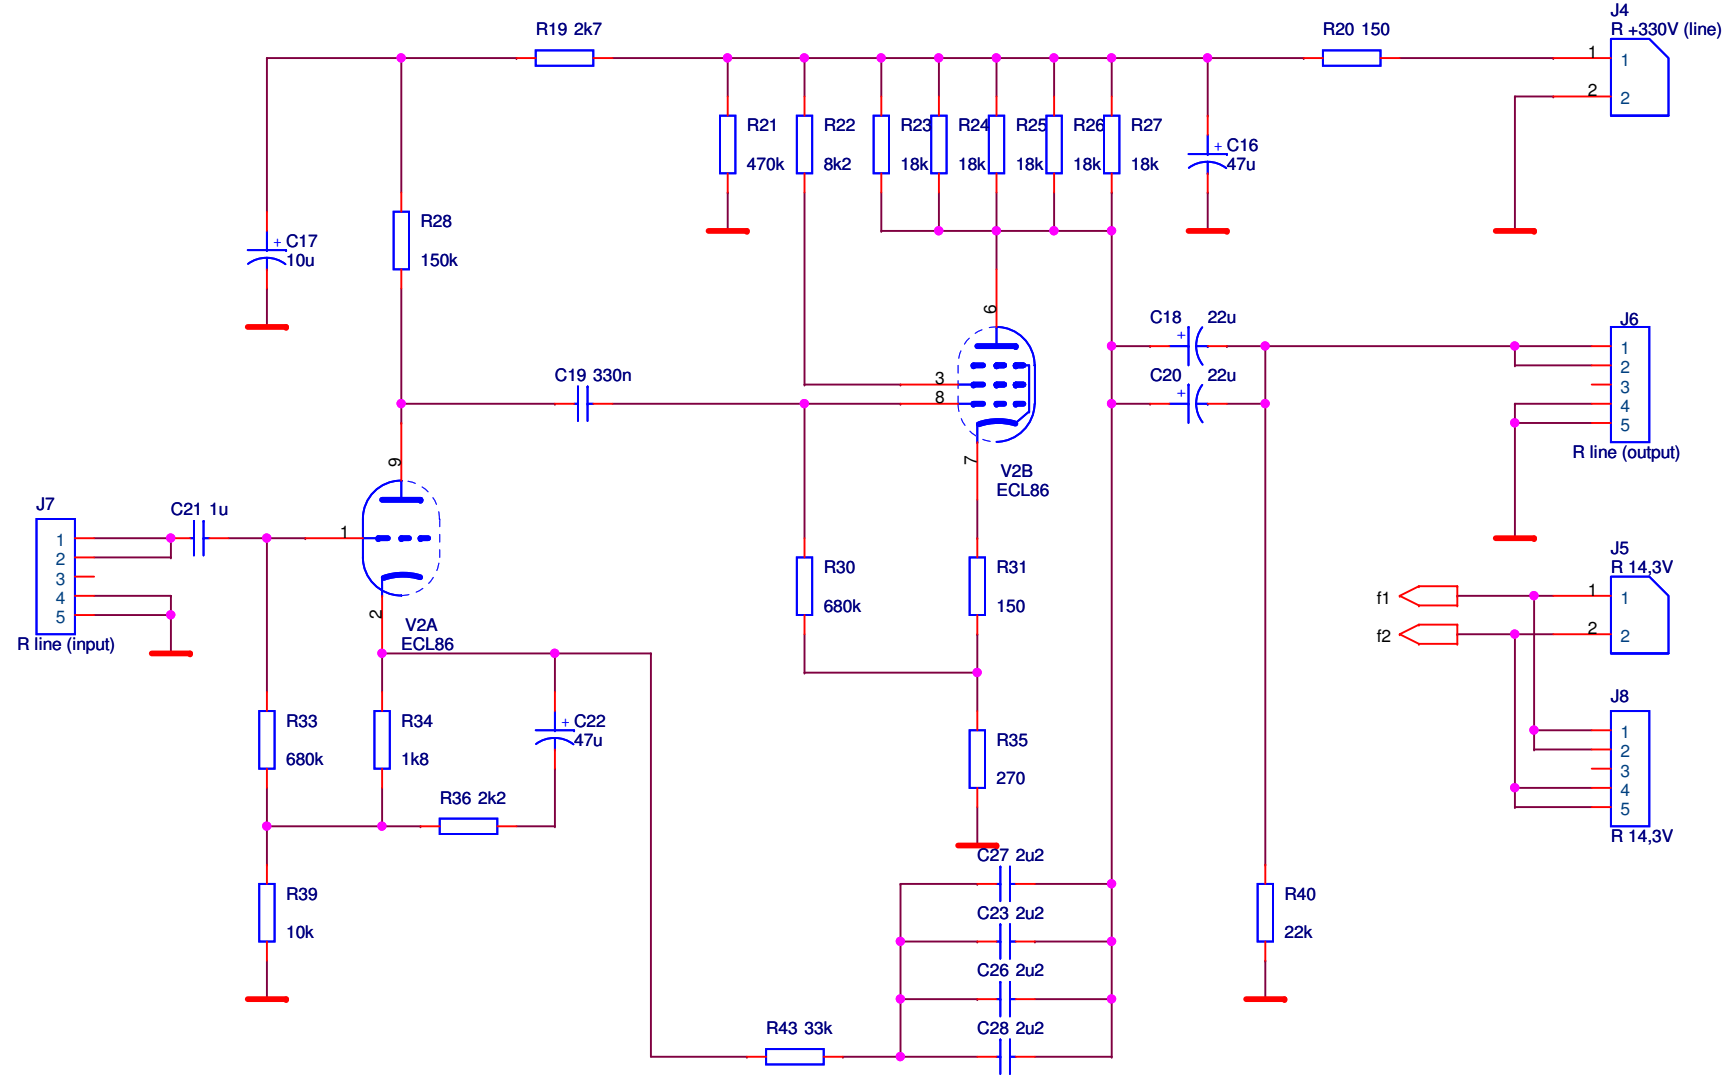 J4
R +330V (line)
R19 2k7
R20 150
1
1
2
2
R21
470k
R22
8k2
R23
18k
R24
18k
R25
18k
R26
18k
R27
18k
+ C16
47u
R28
150k
+ C17
10u
6
C18
22u
+
C20
22u
+
J6
1
2
3
4
5
R line (output)
C19 330n
3
8
7
V2B
ECL86
9
J7
1
2
3
4
5
R line (input)
C21 1u
1
2
V2A
ECL86
R30
680k
R31
150
J5
R 14,3V
f1
1
1
f2
2
2
R33
680k
R34
1k8
+ C22
47u
R35
270
J8
1
2
3
4
5
R 14,3V
R36 2k2
R39
10k
C27 2u2
C23 2u2
C26 2u2
C28 2u2
R40
22k
R43 33k